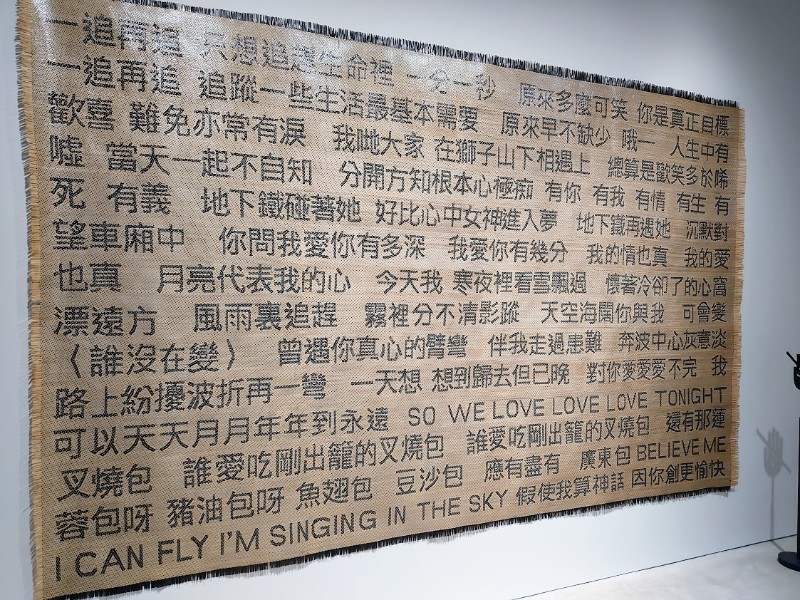 一追再追 只想追趕生命裡 一分一秒 原來多麼可笑 你是真正目標
一追再追 追蹤一些生活最基本需要 原來早不缺少 哦一 人生中有
歡喜 難免亦常有淚 我哋大家 在獅子山下相遇上 總算是歡笑多於唏
噓 當天一起不自知 分開方知根本心極痴 有你 有我 有情 有生 有
死 有義 地下鐵碰著她 好比心中女神進入夢 地下鐵再遇她 沉默對
望車廂中 你問我愛你有多深 我愛你有幾分 我的情也真 我的愛
也真 月亮代表我的心 今天我 寒夜裡看雪飄過 懷著冷卻了的心窩
漂遠方 風雨裏追趕 霧裡分不清影蹤 天空海闊你與我 可會變
〈誰沒在變〉 曾遇你真心的臂彎 伴我走過患難 奔波中心灰意淡
路上紛擾波折再一彎 一天想 想到歸去但已晚 對你愛愛愛不完 我
可以天天月月年年到永遠 SO WE LOVE LOVE LOVE TONIGHT
叉燒包 誰愛吃剛出籠的叉燒包 誰愛吃剛出籠的叉燒包 還有那蓮
蓉包呀 豬油包呀 魚翅包 豆沙包 應有盡有 廣東包 BELIEVE ME
I CAN FLY I'M SINGING IN THE SKY 假使我算神話 因你創更愉快